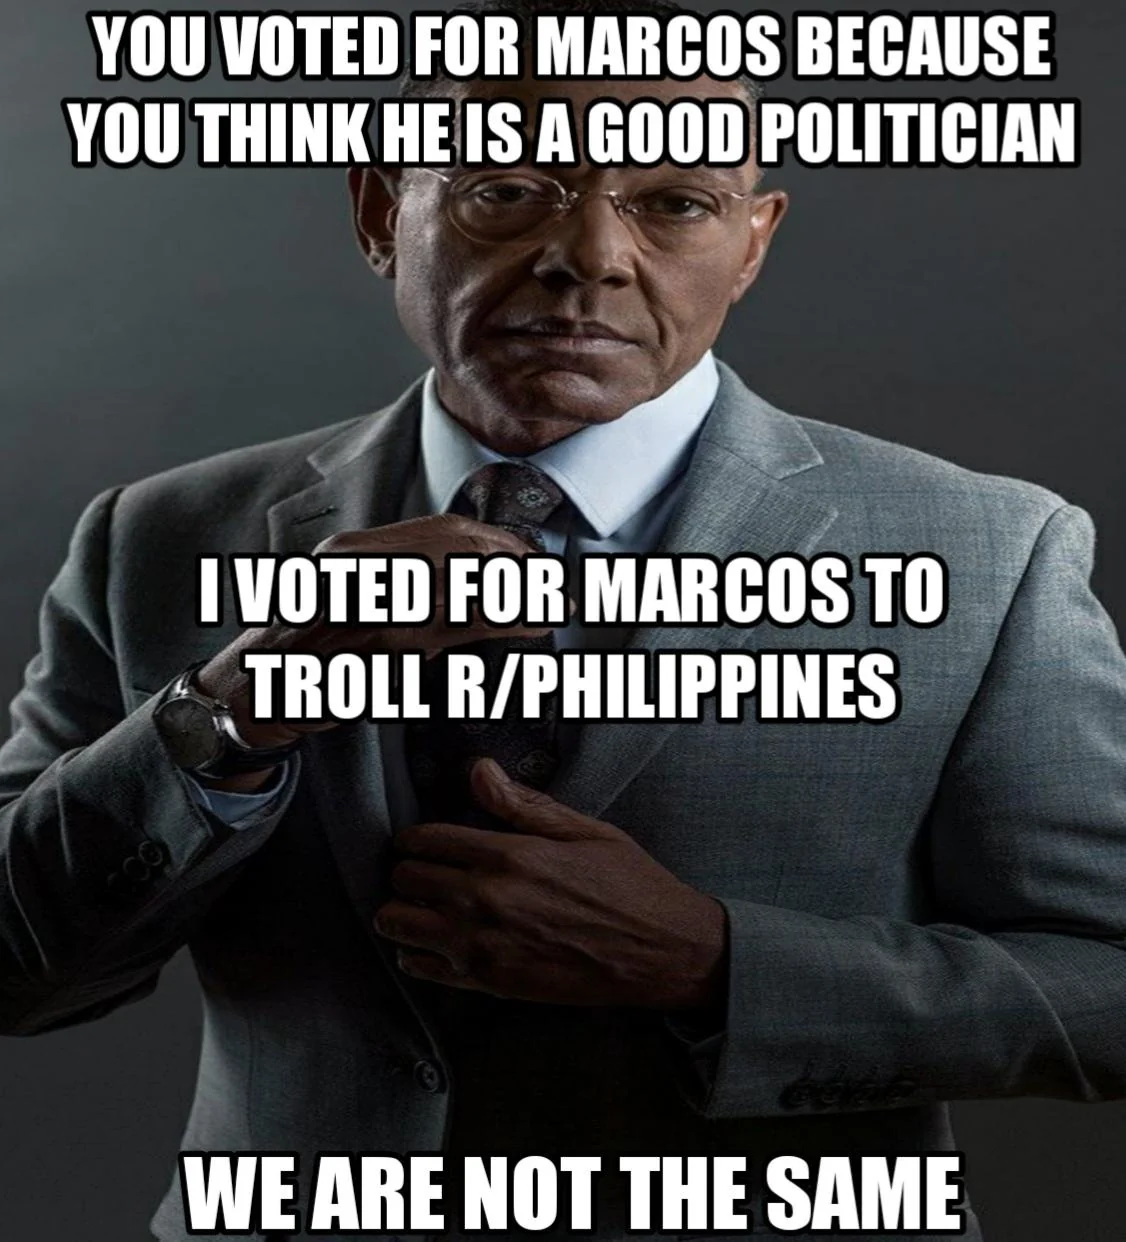 YOU VOTED FOR MARCOS BECAUSE
YOU THINK HE IS A GOOD POLITICIAN
I VOTED FOR MARCOS TO
TROLL R/PHILIPPINES
WE ARE NOT THE SAME